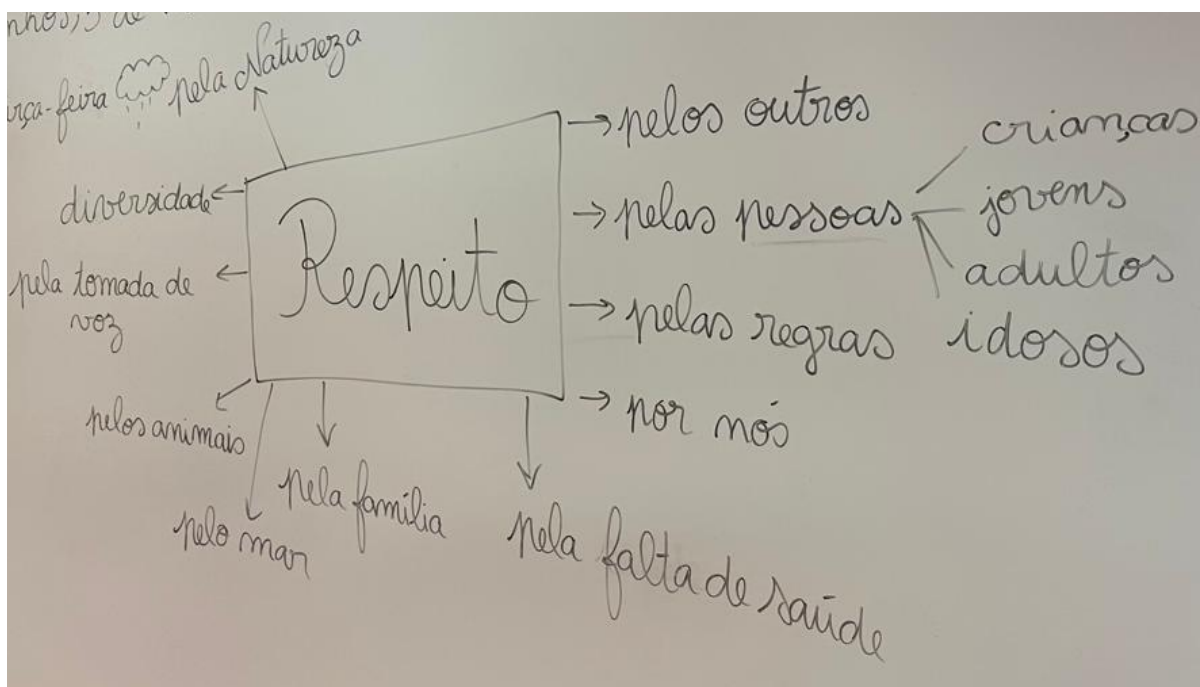 pela Natureza
diversidade
pela tomada de
voz
pelos animais
pelo mar
pela família
pela falta de saúde
Respeito
pelos outros
pelas pessoas
crianças
jovens
adultos
idosos
pelas regras
por nós